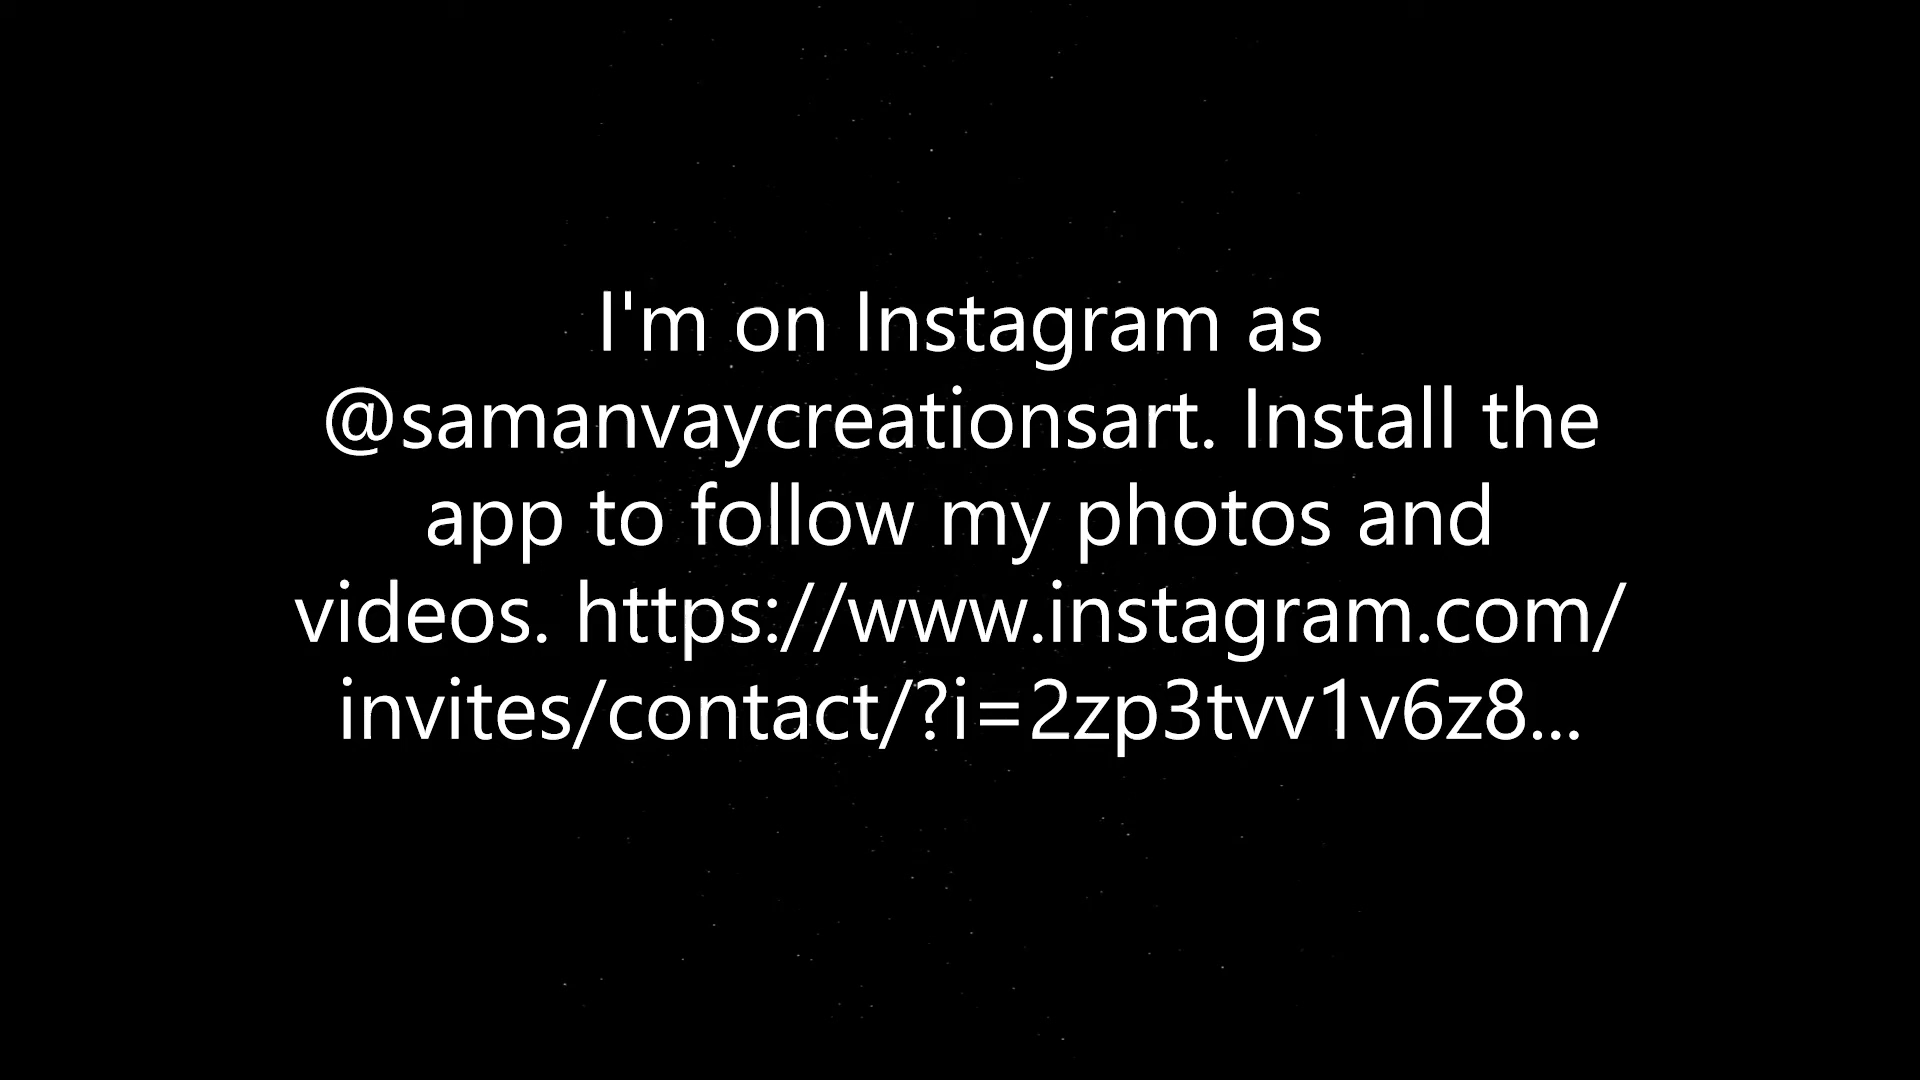 I'm on Instagram as
@samanvaycreationsart. Install the
app to follow my photos and
videos. https://www.instagram.com/
invites/contact/?i=2zp3tvv1v6z8...